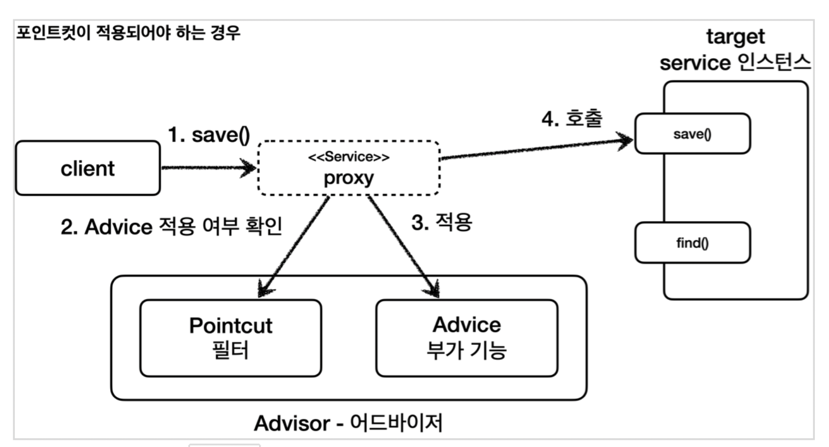 포인트컷이 적용되어야 하는 경우
target
service 인스턴스
1. save()
4. 호출
save()
client
<<Service>>
proxy
2. Advice 적용 여부 확인
3. 적용
find()
Pointcut
필터
Advice
부가 기능
Advisor - 어드바이저